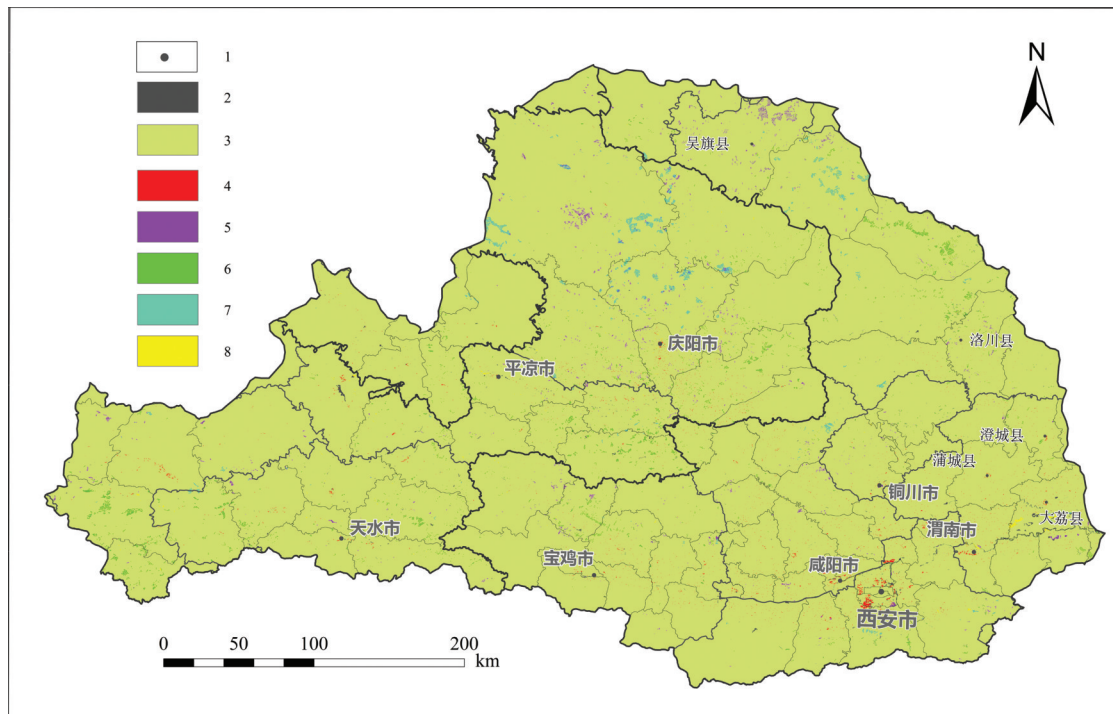 1
2
3
4
5
6
7
8
N
吴旗县
庆阳市
洛川县
平凉市
澄城县
蒲城县
铜川市
大荔县
天水市
渭南市
宝鸡市
咸阳市
西安市
0 50 100 200
km